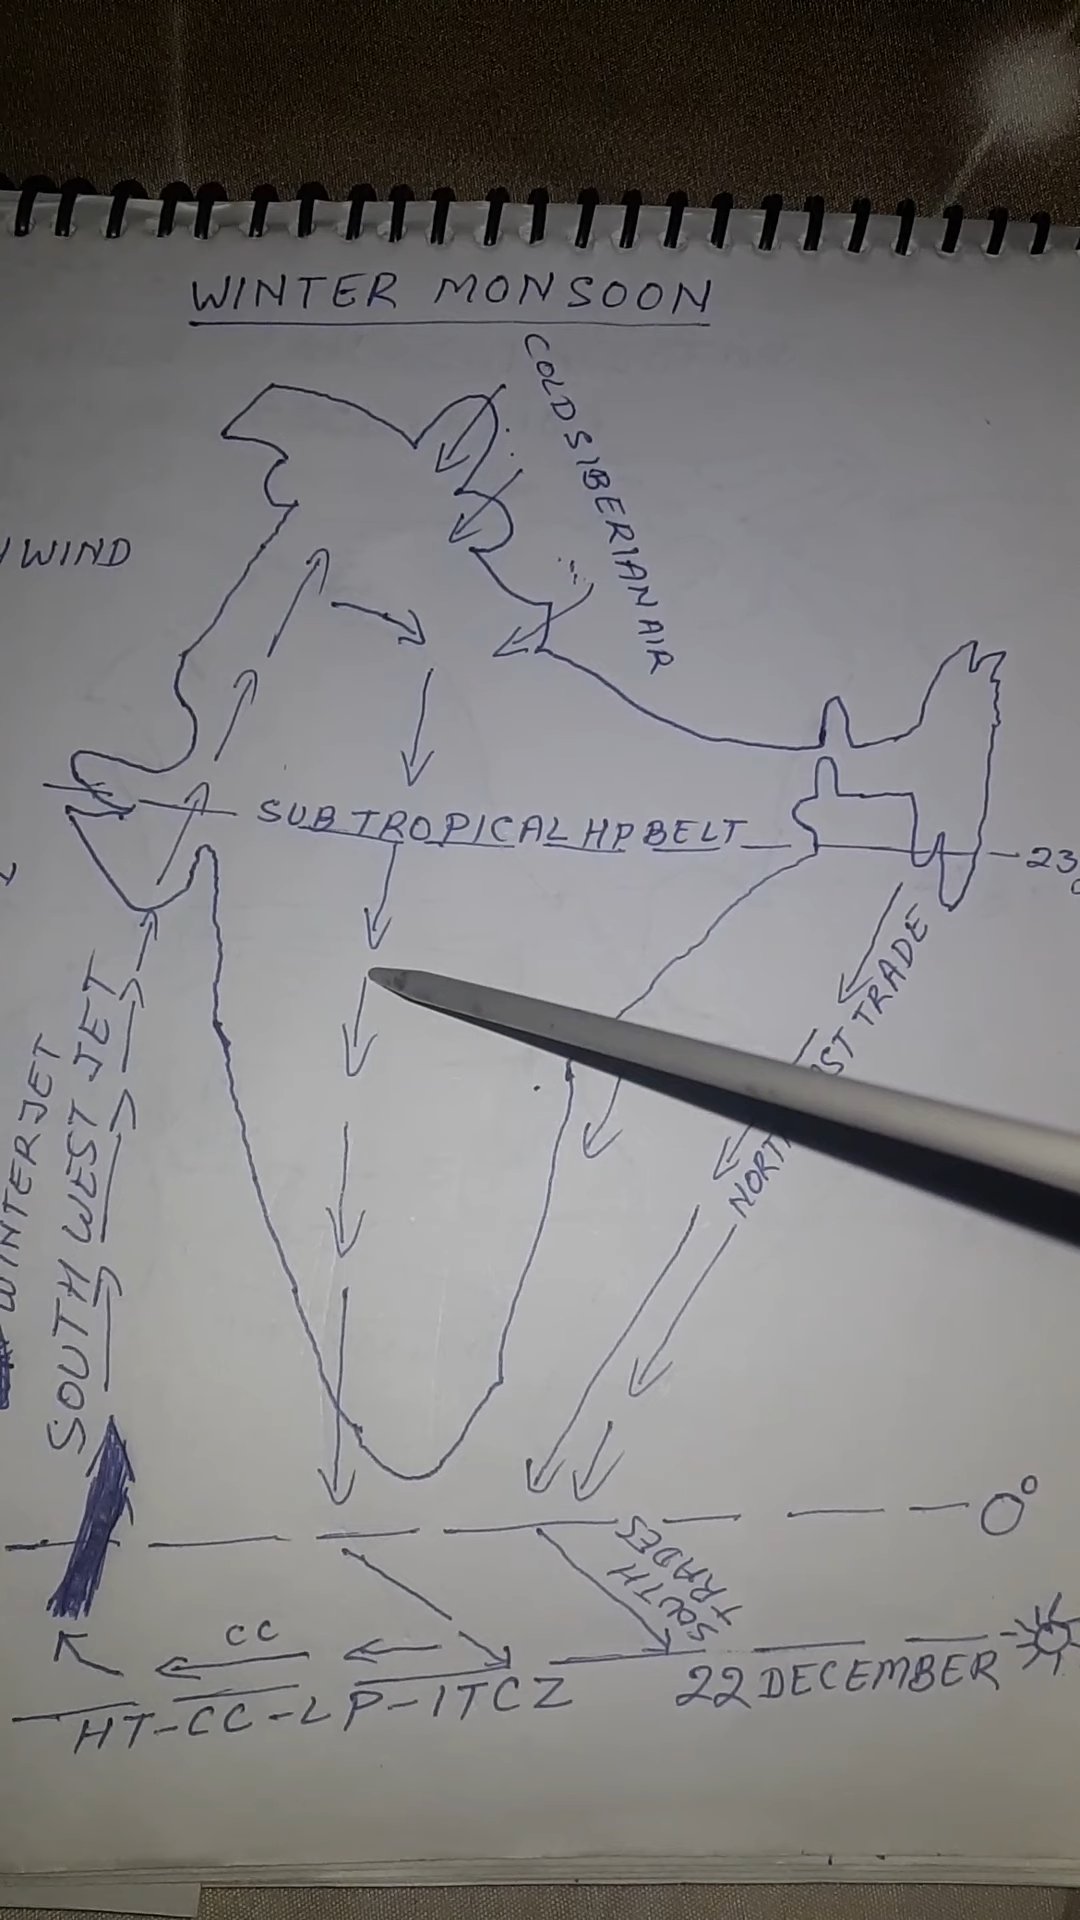 WINTER MONSOON
COLD SIBERIAN AIR
WIND
SUB TROPICAL HP BELT
23
NORTH EAST TRADE
WINTER JET
SOUTH WEST JET
0°
SOUTH
TRADES
CC
22 DECEMBER
HT-CC-LP-ITCZ